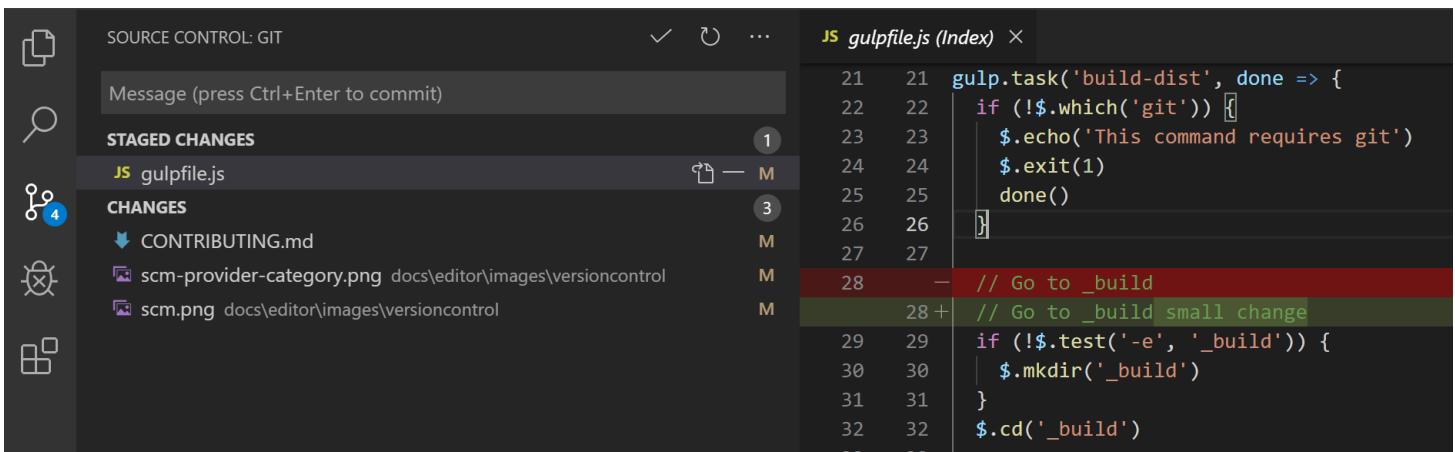 SOURCE CONTROL: GIT
Message (press Ctrl+Enter to commit)
STAGED CHANGES 1
JS gulpfile.js M
4
CHANGES 3
CONTRIBUTING.md M
scm-provider-category.png docs\editor\images\versioncontrol M
scm.png docs\editor\images\versioncontrol M
JS gulpfile.js (Index)
21 21 gulp.task('build-dist', done => {
22 22 if (!$.which('git')) {
23 23 $.echo('This command requires git')
24 24 $.exit(1)
25 25 done()
26 26 }
27 27
28 — // Go to _build
28 + // Go to _build small change
29 29 if (!$.test('-e', '_build')) {
30 30 $.mkdir('_build')
31 31 }
32 32 $.cd('_build')